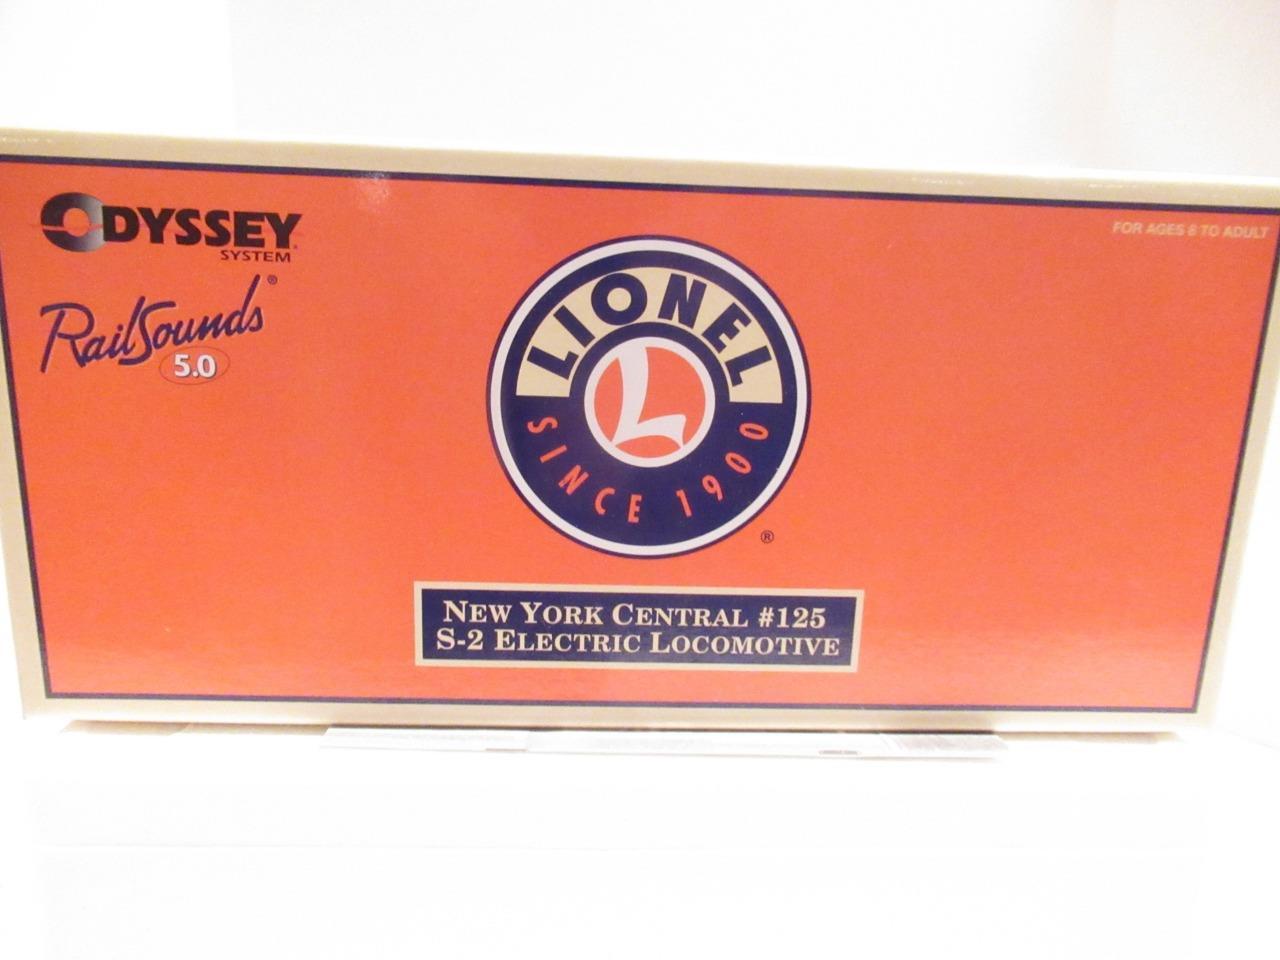 ODYSSEY
SYSTEM
RailSounds®
5.0
FOR AGES 8 TO ADULT
LIONEL
L
SINCE 1900
®
NEW YORK CENTRAL #125
S-2 ELECTRIC LOCOMOTIVE